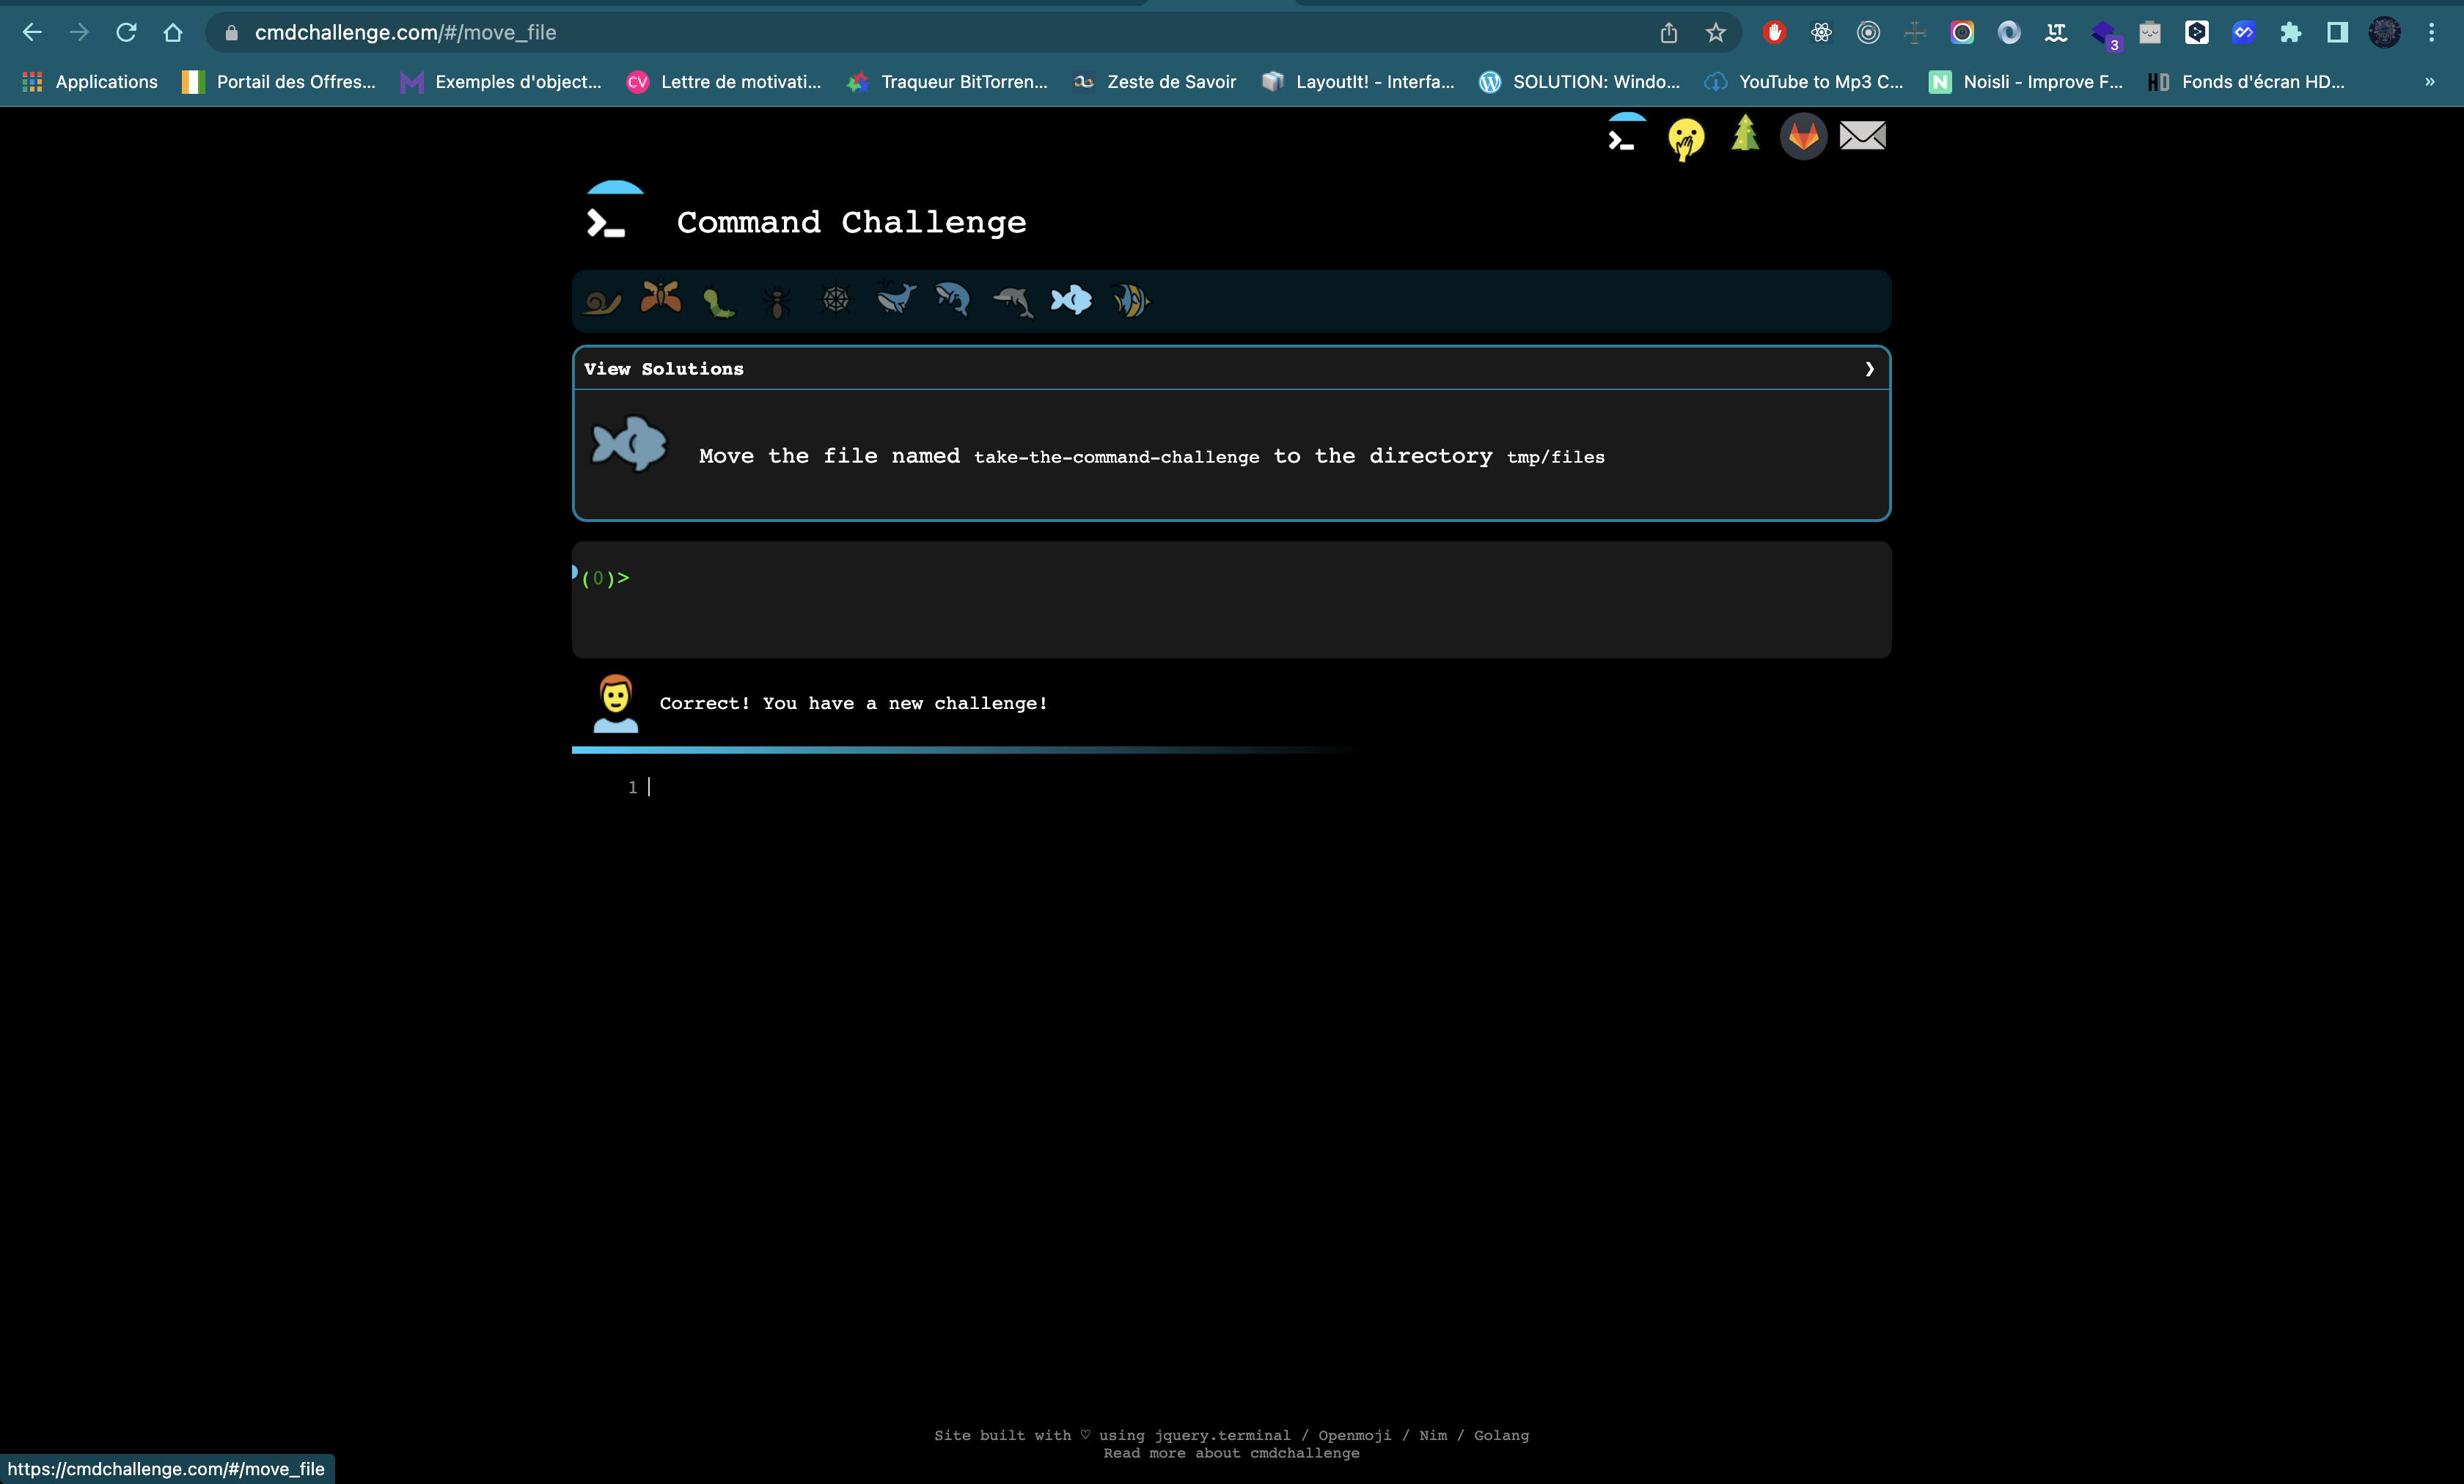 cmdchallenge.com/#/move_file
3
Applications
Portail des Offres...
Exemples d'object...
CV
Lettre de motivati...
Traqueur BitTorren...
Zeste de Savoir
LayoutIt! - Interfa...
SOLUTION: Windo...
YouTube to Mp3 C...
N
Noisli - Improve F...
HD
Fonds d'écran HD...
»
Command Challenge
View Solutions
Move the file named take-the-command-challenge to the directory tmp/files
(0)>
Correct! You have a new challenge!
1
Site built with ♡ using jquery.terminal / Openmoji / Nim / Golang
Read more about cmdchallenge
https://cmdchallenge.com/#/move_file